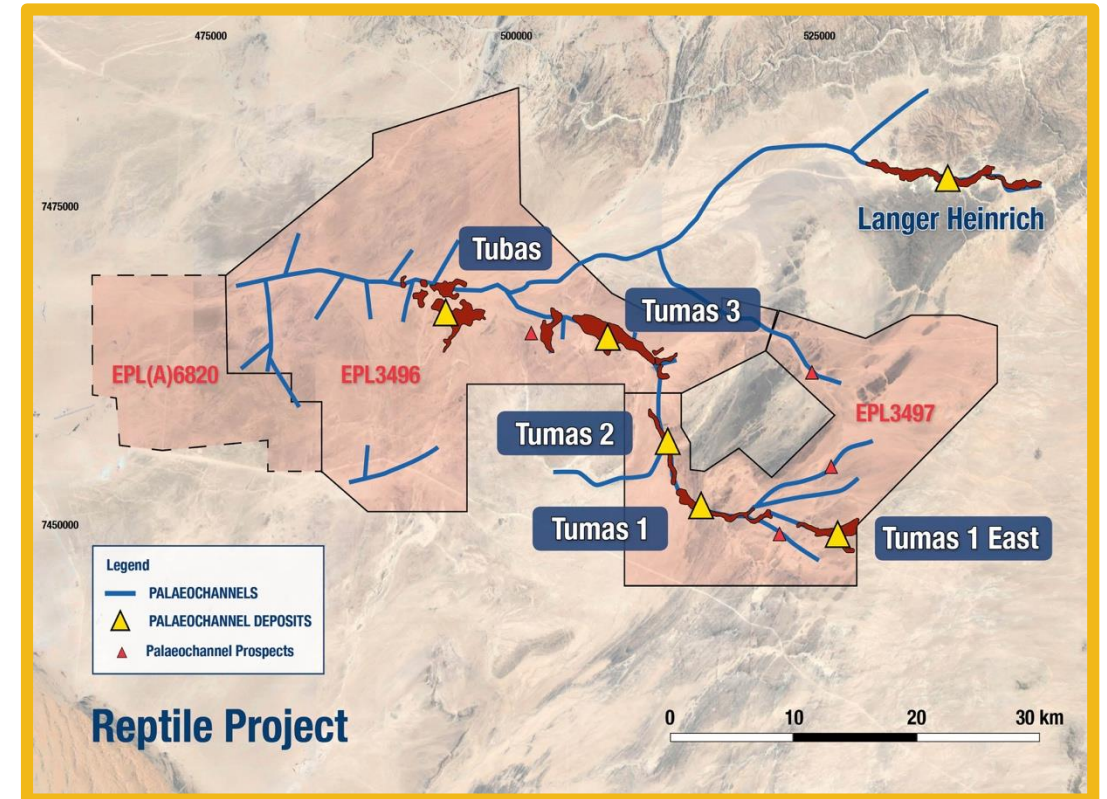 475000
500000
525000
7475000
Langer Heinrich
Tubas
Tumas 3
EPL(A)6820
EPL3496
EPL3497
Tumas 2
7450000
Tumas 1
Tumas 1 East
Legend
PALAEOCHANNELS
PALAEOCHANNEL DEPOSITS
Palaeochannel Prospects
Reptile Project
0 10 20 30 km